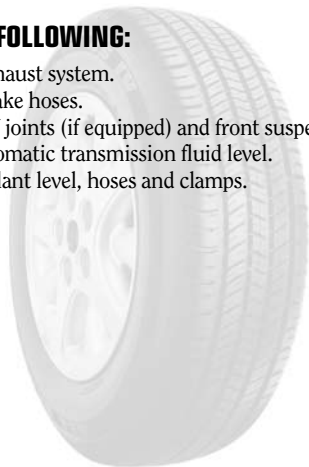 FOLLOWING:
haust system.
ake hoses.
joints (if equipped) and front suspe
omatic transmission fluid level.
lant level, hoses and clamps.